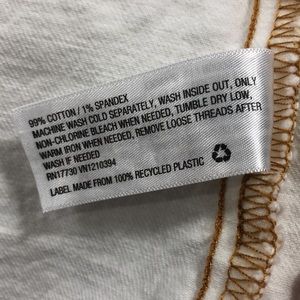 99% COTTON / 1% SPANDEX
MACHINE WASH COLD SEPARATELY, WASH INSIDE OUT, ONLY
NON-CHLORINE BLEACH WHEN NEEDED, TUMBLE DRY LOW,
WARM IRON WHEN NEEDED, REMOVE LOOSE THREADS AFTER
WASH IF NEEDED
RN17730 VN1210394
LABEL MADE FROM 100% RECYCLED PLASTIC